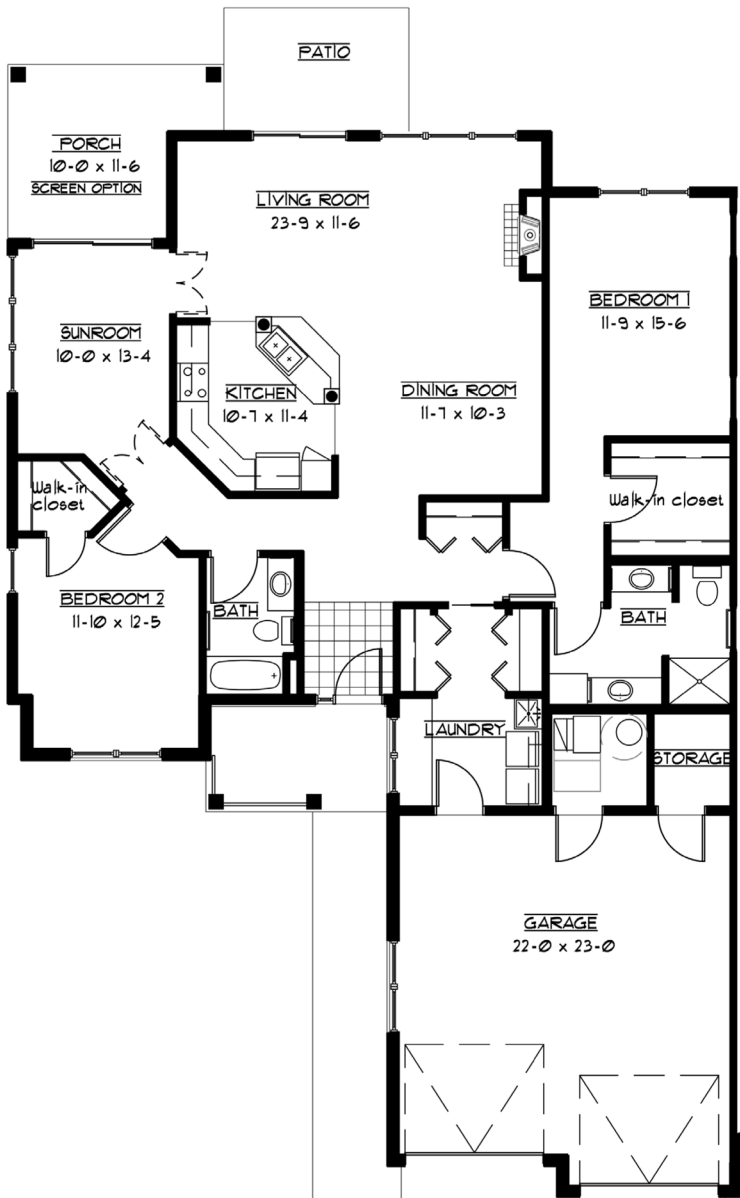 PATIO
PORCH
10-0 x 11-6
SCREEN OPTION
LIVING ROOM
23-9 x 11-6
BEDROOM 1
11-9 x 15-6
SUNROOM
10-0 x 13-4
KITCHEN
10-7 x 11-4
DINING ROOM
11-7 x 10-3
Walk-in
closet
Walk-in closet
BEDROOM 2
11-10 x 12-5
BATH
BATH
LAUNDRY
STORAGE
GARAGE
22-0 x 23-0